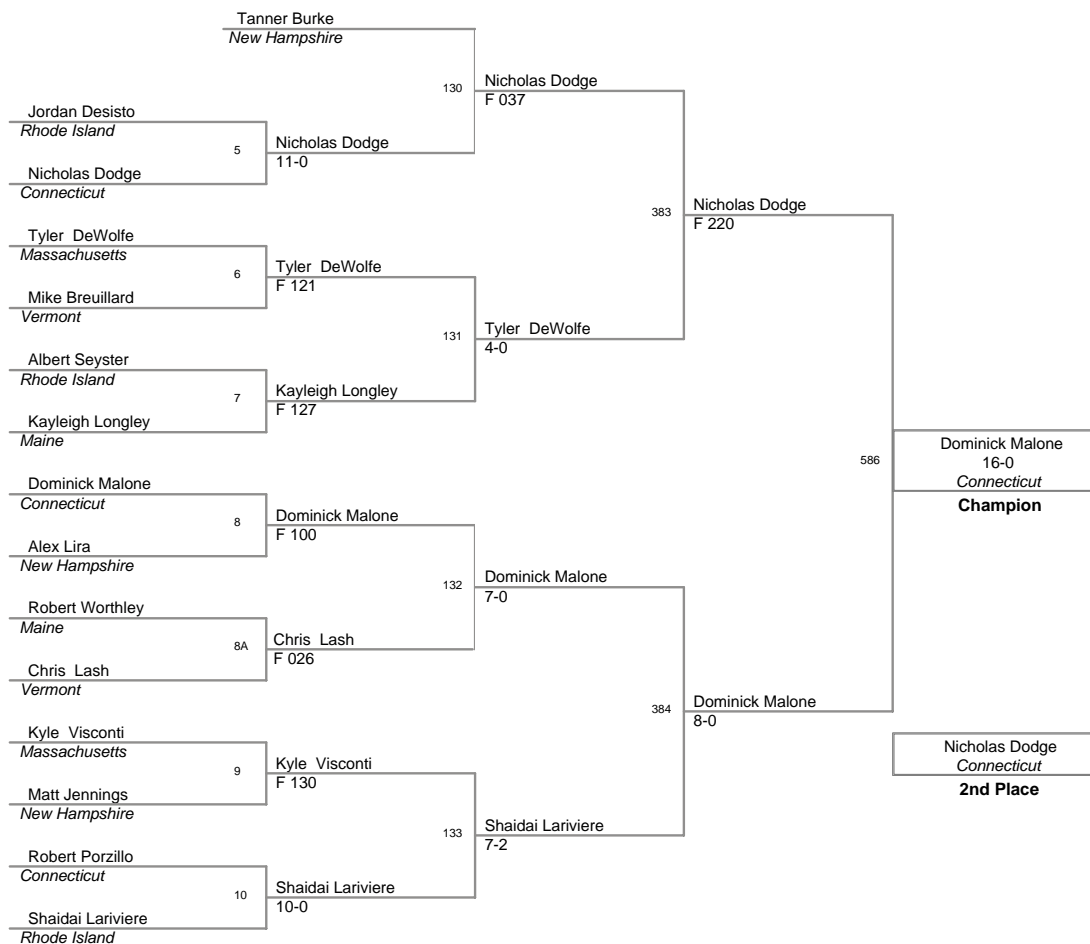 Tanner Burke
New Hampshire
130
Nicholas Dodge
F 037
Jordan Desisto
Rhode Island
5
Nicholas Dodge
11-0
Nicholas Dodge
Connecticut
383
Nicholas Dodge
F 220
Tyler  DeWolfe
Massachusetts
6
Tyler  DeWolfe
F 121
Mike Breuillard
Vermont
131
Tyler  DeWolfe
4-0
Albert Seyster
Rhode Island
7
Kayleigh Longley
F 127
Kayleigh Longley
Maine
586
Dominick Malone
16-0
Connecticut
Champion
Dominick Malone
Connecticut
8
Dominick Malone
F 100
Alex Lira
New Hampshire
132
Dominick Malone
7-0
Robert Worthley
Maine
8A
Chris  Lash
F 026
Chris  Lash
Vermont
384
Dominick Malone
8-0
Kyle  Visconti
Massachusetts
9
Kyle  Visconti
F 130
Matt Jennings
New Hampshire
Nicholas Dodge
Connecticut
2nd Place
133
Shaidai Lariviere
7-2
Robert Porzillo
Connecticut
10
Shaidai Lariviere
10-0
Shaidai Lariviere
Rhode Island